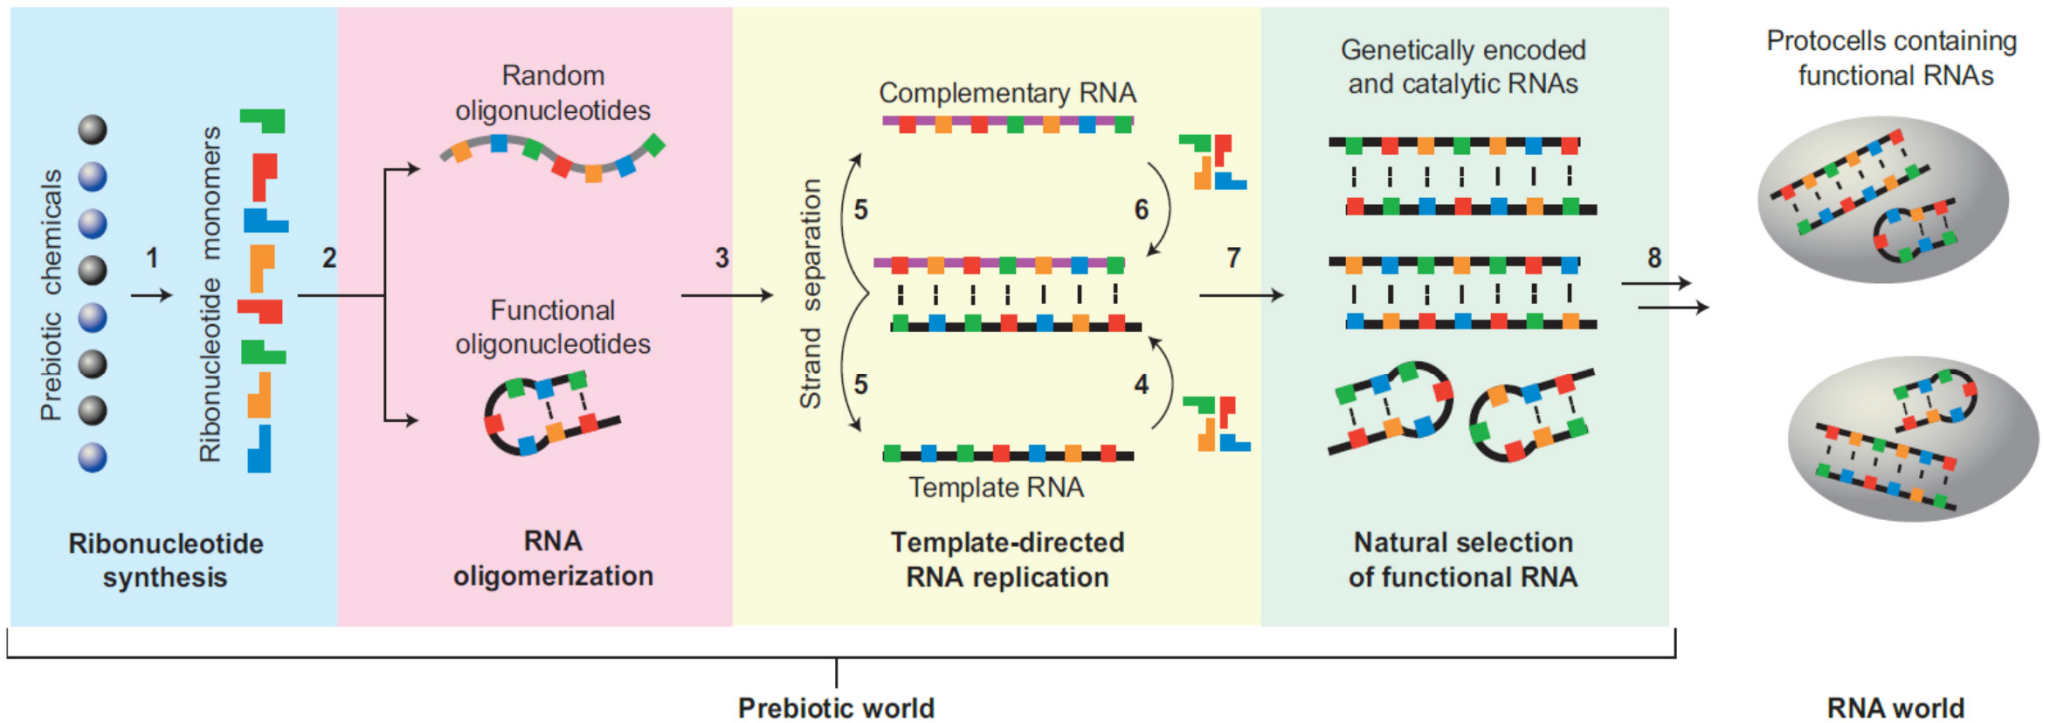 Prebiotic chemicals
1
Ribonucleotide monomers
2
Ribonucleotide
synthesis
Random
oligonucleotides
Functional
oligonucleotides
3
RNA
oligomerization
Complementary RNA
Strand separation
5
6
5
4
Template RNA
7
Template-directed
RNA replication
Genetically encoded
and catalytic RNAs
8
Natural selection
of functional RNA
Protocells containing
functional RNAs
Prebiotic world
RNA world